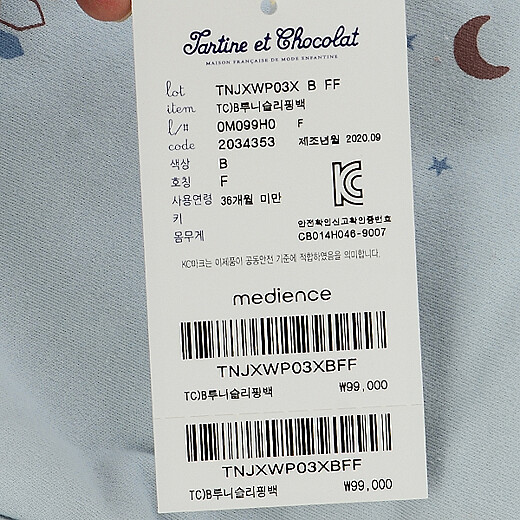 Tartine et Chocolat
MAISON FRANÇAISE DE MODE ENFANTINE
lot TNJXWP03X B FF
item TC)B루니슬리핑백
l/# 0M099H0 F
code 2034353 제조년월 2020.09
색상 B
호칭 F
사용연령 36개월 미만
키
몸무게
KC
안전확인신고확인증번호
CB014H046-9007
KC마크는 이제품이 공동안전 기준에 적합하였음을 의미합니다.
medience
TNJXWP03XBFF
TC)B루니슬리핑백 ₩99,000
TNJXWP03XBFF
TC)B루니슬리핑백 ₩99,000